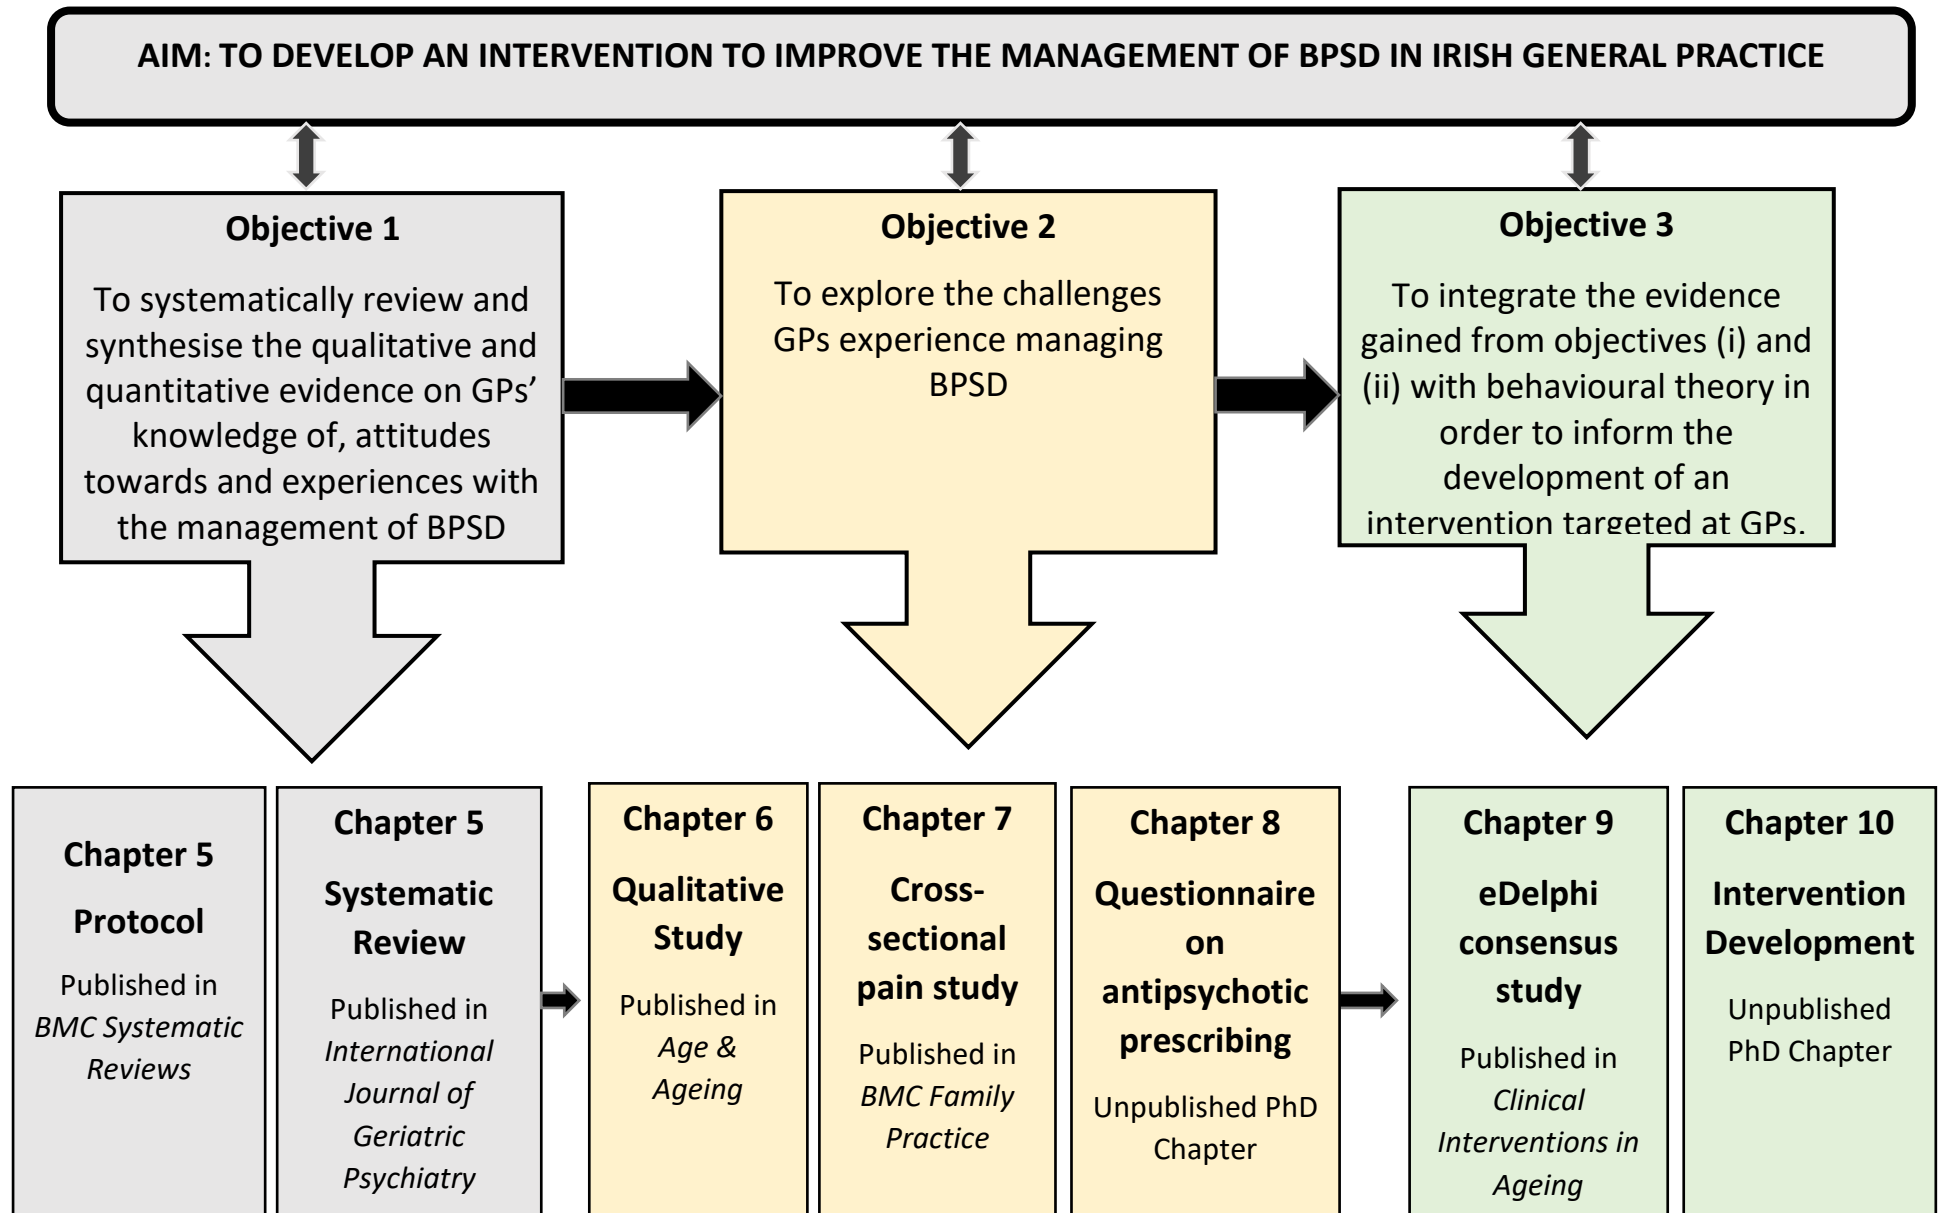 AIM: TO DEVELOP AN INTERVENTION TO IMPROVE THE MANAGEMENT OF BPSD IN IRISH GENERAL PRACTICE
Objective 1
To systematically review and
synthesise the qualitative and
quantitative evidence on GPs’
knowledge of, attitudes
towards and experiences with
the management of BPSD
Objective 2
To explore the challenges
GPs experience managing
BPSD
Objective 3
To integrate the evidence
gained from objectives (i) and
(ii) with behavioural theory in
order to inform the
development of an
intervention targeted at GPs.
Chapter 5
Protocol
Published in
BMC Systematic
Reviews
Chapter 5
Systematic
Review
Published in
International
Journal of
Geriatric
Psychiatry
Chapter 6
Qualitative
Study
Published in
Age &
Ageing
Chapter 7
Cross-
sectional
pain study
Published in
BMC Family
Practice
Chapter 8
Questionnaire
on
antipsychotic
prescribing
Unpublished PhD
Chapter
Chapter 9
eDelphi
consensus
study
Published in
Clinical
Interventions in
Ageing
Chapter 10
Intervention
Development
Unpublished
PhD Chapter